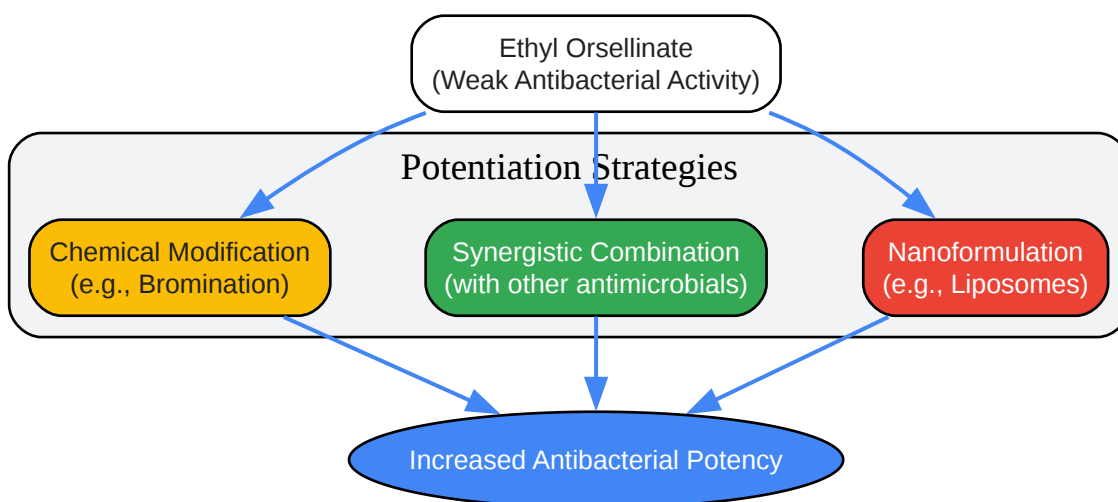 Ethyl Orsellinate
(Weak Antibacterial Activity)
Potentiation Strategies
Chemical Modification
(e.g., Bromination)
Synergistic Combination
(with other antimicrobials)
Nanoformulation
(e.g., Liposomes)
Increased Antibacterial Potency